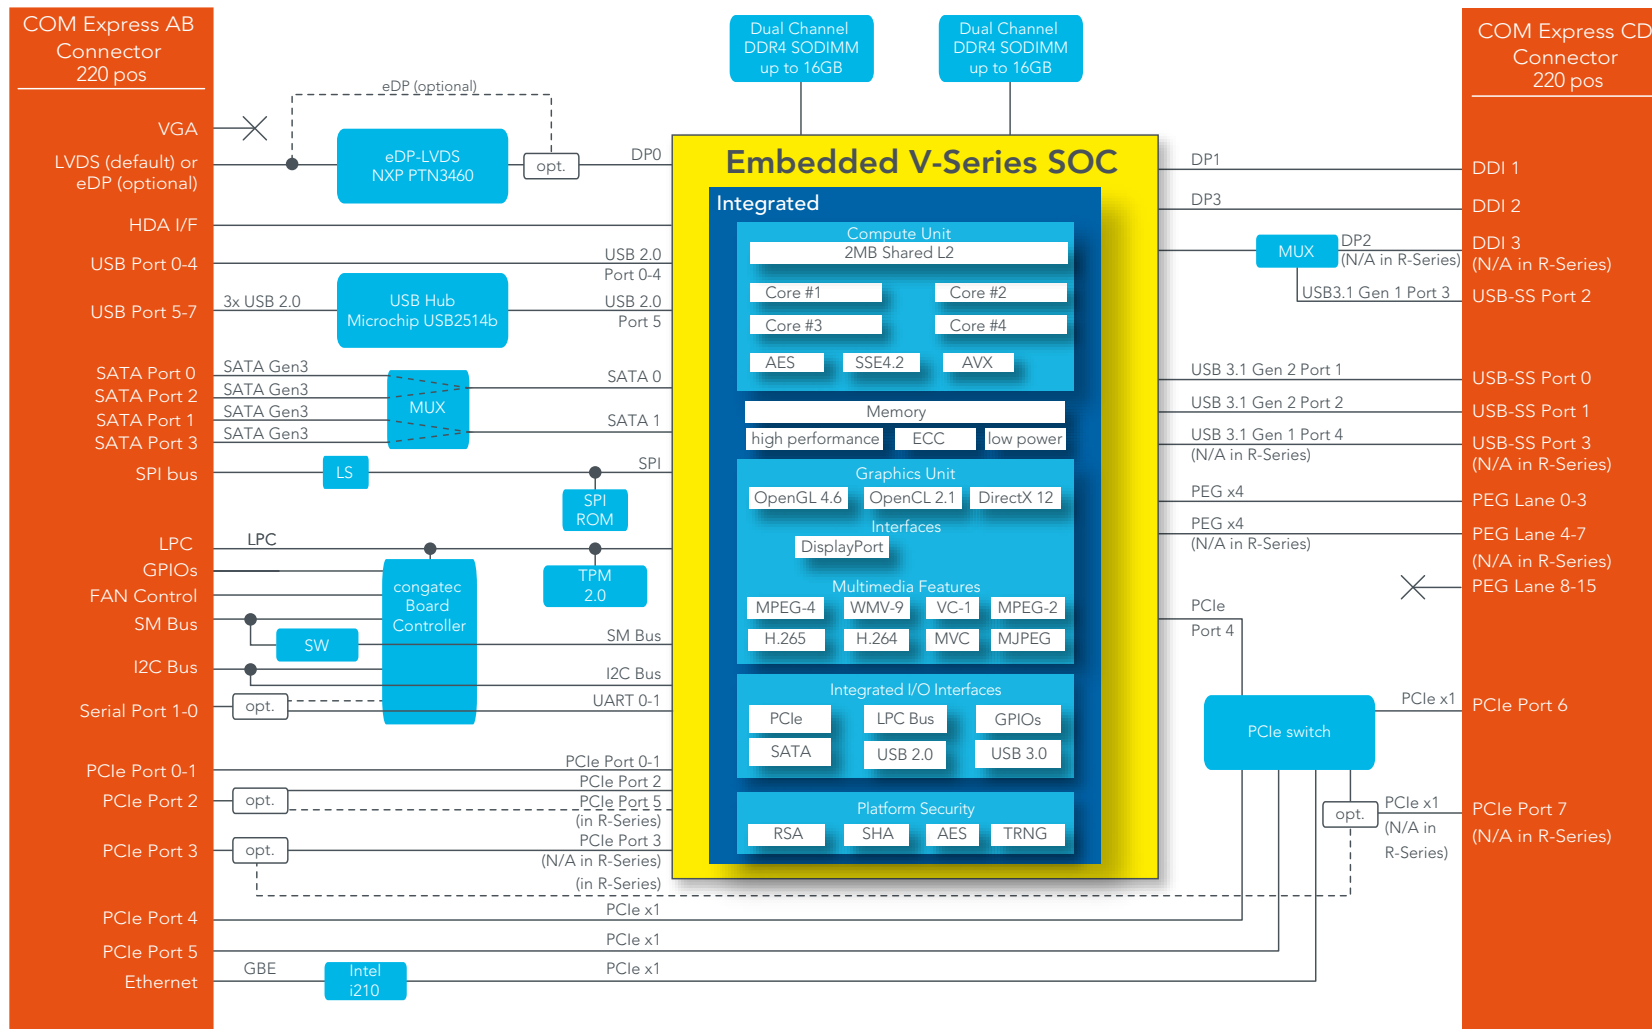 COM Express AB
Connector
220 pos
VGA
LVDS (default) or
eDP (optional)
HDA I/F
USB Port 0-4
USB Port 5-7
SATA Port 0
SATA Port 2
SATA Port 1
SATA Port 3
SPI bus
LPC
GPIOs
FAN Control
SM Bus
I2C Bus
Serial Port 1-0
PCIe Port 0-1
PCIe Port 2
PCIe Port 3
PCIe Port 4
PCIe Port 5
Ethernet
eDP (optional)
eDP-LVDS
NXP PTN3460
opt.
DP0
USB 2.0
Port 0-4
3x USB 2.0
USB Hub
Microchip USB2514b
USB 2.0
Port 5
SATA Gen3
SATA Gen3
SATA Gen3
SATA Gen3
MUX
SATA 0
SATA 1
LS
SPI
SPI
ROM
LPC
congatec
Board
Controller
TPM
2.0
SW
SM Bus
I2C Bus
opt.
UART 0-1
PCIe Port 0-1
opt.
PCIe Port 2
PCIe Port 5
(in R-Series)
opt.
PCIe Port 3
(N/A in R-Series)
(in R-Series)
PCIe x1
PCIe x1
GBE
Intel
i210
PCIe x1
Dual Channel
DDR4 SODIMM
up to 16GB
Dual Channel
DDR4 SODIMM
up to 16GB
Embedded V-Series SOC
Integrated
Compute Unit
2MB Shared L2
Core #1
Core #2
Core #3
Core #4
AES
SSE4.2
AVX
Memory
high performance
ECC
low power
Graphics Unit
OpenGL 4.6
OpenCL 2.1
DirectX 12
Interfaces
DisplayPort
Multimedia Features
MPEG-4
WMV-9
VC-1
MPEG-2
H.265
H.264
MVC
MJPEG
Integrated I/O Interfaces
PCIe
LPC Bus
GPIOs
SATA
USB 2.0
USB 3.0
Platform Security
RSA
SHA
AES
TRNG
DP1
DP3
MUX
DP2
(N/A in R-Series)
USB3.1 Gen 1 Port 3
USB 3.1 Gen 2 Port 1
USB 3.1 Gen 2 Port 2
USB 3.1 Gen 1 Port 4
(N/A in R-Series)
PEG x4
PEG x4
(N/A in R-Series)
PCIe
Port 4
PCIe switch
PCIe x1
opt.
PCIe x1
(N/A in
R-Series)
COM Express CD
Connector
220 pos
DDI 1
DDI 2
DDI 3
(N/A in R-Series)
USB-SS Port 2
USB-SS Port 0
USB-SS Port 1
USB-SS Port 3
(N/A in R-Series)
PEG Lane 0-3
PEG Lane 4-7
(N/A in R-Series)
PEG Lane 8-15
PCIe Port 6
PCIe Port 7
(N/A in R-Series)